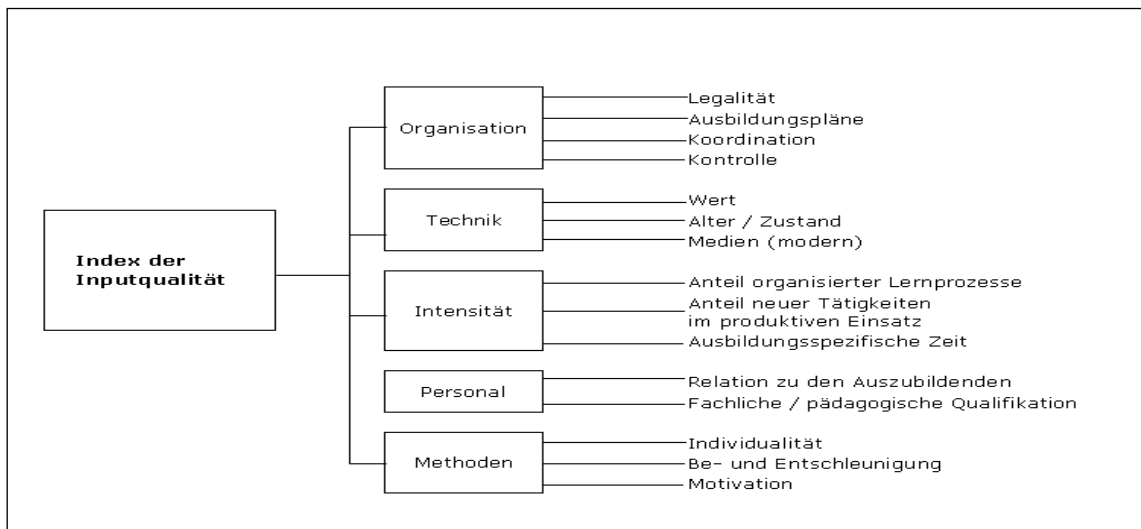 Index der
Inputqualität
Organisation
Legalität
Ausbildungspläne
Koordination
Kontrolle
Technik
Wert
Alter / Zustand
Medien (modern)
Intensität
Anteil organisierter Lernprozesse
Anteil neuer Tätigkeiten
im produktiven Einsatz
Ausbildungsspezifische Zeit
Personal
Relation zu den Auszubildenden
Fachliche / pädagogische Qualifikation
Methoden
Individualität
Be- und Entschleunigung
Motivation